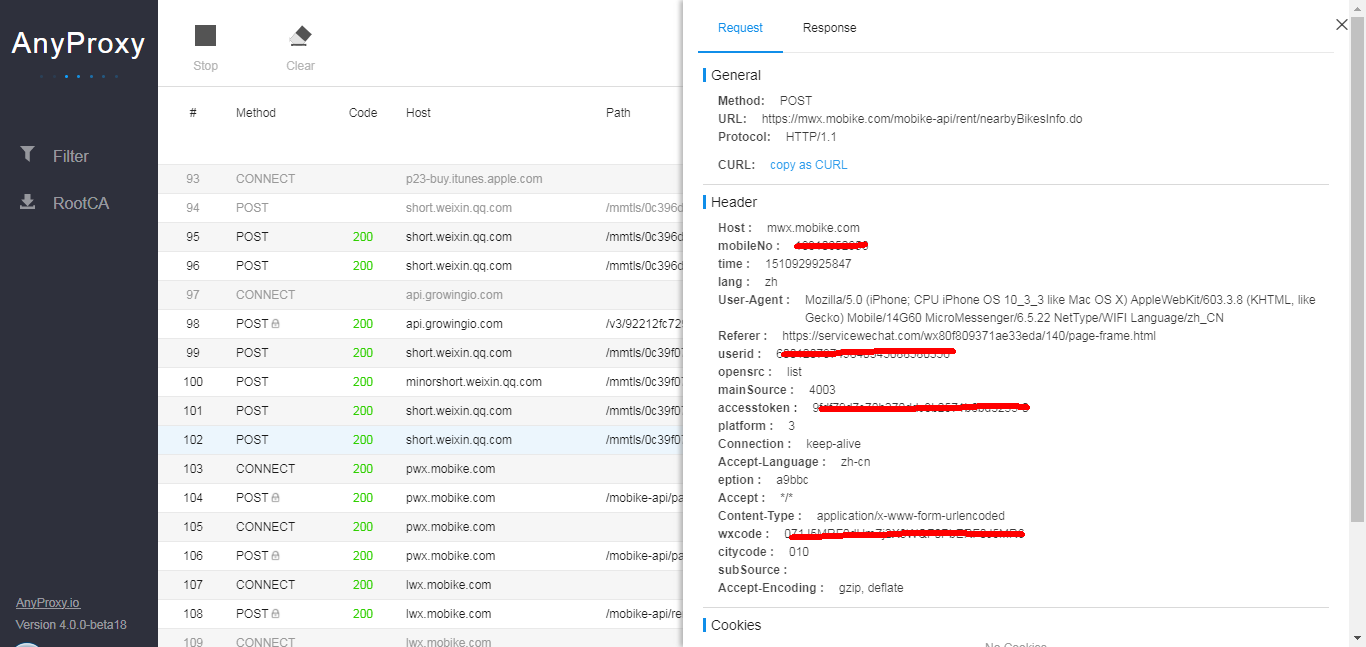 AnyProxy
Filter
RootCA
AnyProxy.io
Version 4.0.0-beta18
Stop Clear
# Method Code Host Path
93 CONNECT p23-buy.itunes.apple.com
94 POST short.weixin.qq.com /mmtls/0c396d
95 POST 200 short.weixin.qq.com /mmtls/0c396d
96 POST 200 short.weixin.qq.com /mmtls/0c396d
97 CONNECT api.growingio.com
98 POST 200 api.growingio.com /v3/92212fc729
99 POST 200 short.weixin.qq.com /mmtls/0c39f07
100 POST 200 minorshort.weixin.qq.com /mmtls/0c39f07
101 POST 200 short.weixin.qq.com /mmtls/0c39f07
102 POST 200 short.weixin.qq.com /mmtls/0c39f07
103 CONNECT 200 pwx.mobike.com
104 POST 200 pwx.mobike.com /mobike-api/pa
105 CONNECT 200 pwx.mobike.com
106 POST 200 pwx.mobike.com /mobike-api/pa
107 CONNECT 200 lwx.mobike.com
108 POST 200 lwx.mobike.com /mobike-api/re
109 CONNECT lwx.mobike.com
Request Response
General
Method: POST
URL: https://mwx.mobike.com/mobike-api/rent/nearbyBikesInfo.do
Protocol: HTTP/1.1
CURL: copy as CURL
Header
Host : mwx.mobike.com
mobileNo :
time : 1510929925847
lang : zh
User-Agent : Mozilla/5.0 (iPhone; CPU iPhone OS 10_3_3 like Mac OS X) AppleWebKit/603.3.8 (KHTML, like
Gecko) Mobile/14G60 MicroMessenger/6.5.22 NetType/WIFI Language/zh_CN
Referer : https://servicewechat.com/wx80f809371ae33eda/140/page-frame.html
userid :
opensrc : list
mainSource : 4003
accesstoken :
platform : 3
Connection : keep-alive
Accept-Language : zh-cn
eption : a9bbc
Accept : */*
Content-Type : application/x-www-form-urlencoded
wxcode :
citycode : 010
subSource :
Accept-Encoding : gzip, deflate
Cookies
No Cookies